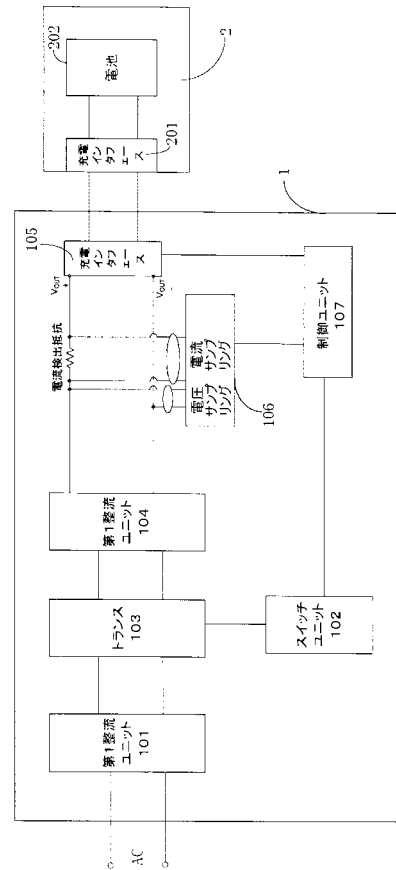 AC
第1整流
ユニット
101
トランス
103
第1整流
ユニット
104
スイッチ
ユニット
102
電流検出抵抗
電圧
サンプ
リング
電流
サンプ
リング
106
制御ユニット
107
VOUT
VOUT
105
充電
インタ
フェー
ス
1
充電
インタ
フェー
ス
201
202
電池
2